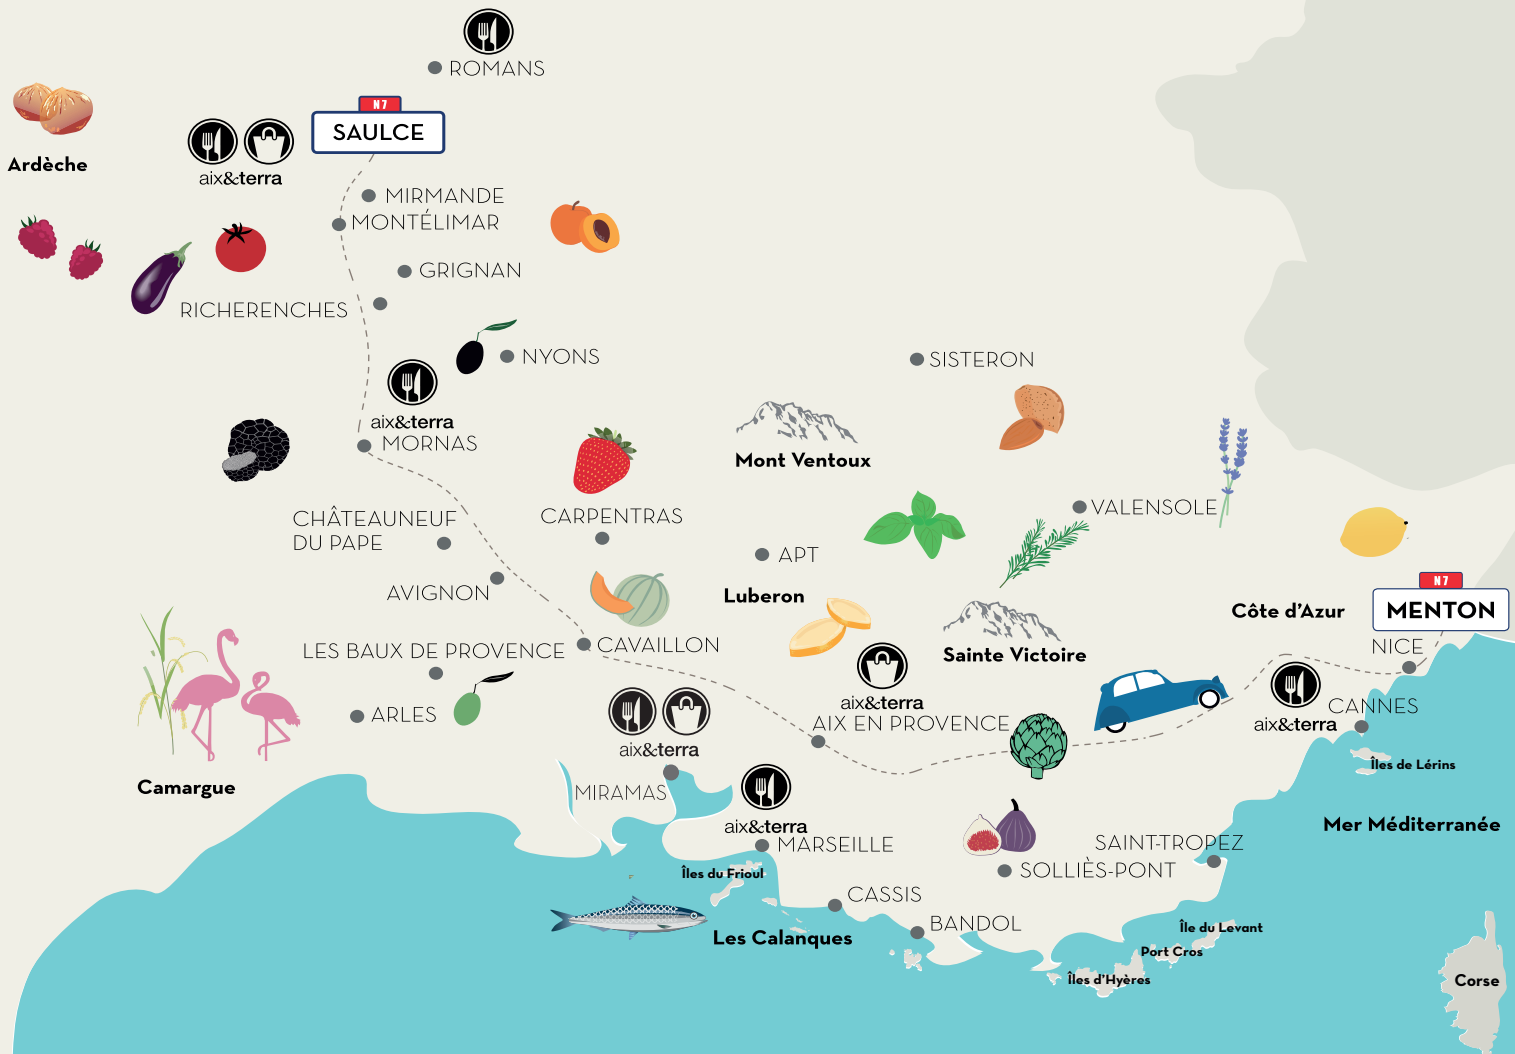 ROMANS
N7
SAULCE
Ardèche
aix&terra
MIRMANDE
MONTÉLIMAR
GRIGNAN
RICHERENCHES
NYONS
SISTERON
aix&terra
MORNAS
Mont Ventoux
VALENSOLE
CHÂTEAUNEUF
DU PAPE
CARPENTRAS
APT
AVIGNON
Luberon
N7
MENTON
Côte d'Azur
LES BAUX DE PROVENCE
CAVAILLON
Sainte Victoire
NICE
aix&terra
AIX EN PROVENCE
aix&terra
CANNES
ARLES
aix&terra
Îles de Lérins
Camargue
MIRAMAS
aix&terra
MARSEILLE
Mer Méditerranée
SAINT-TROPEZ
SOLLIÈS-PONT
Îles du Frioul
CASSIS
BANDOL
Les Calanques
Île du Levant
Port Cros
Îles d'Hyères
Corse